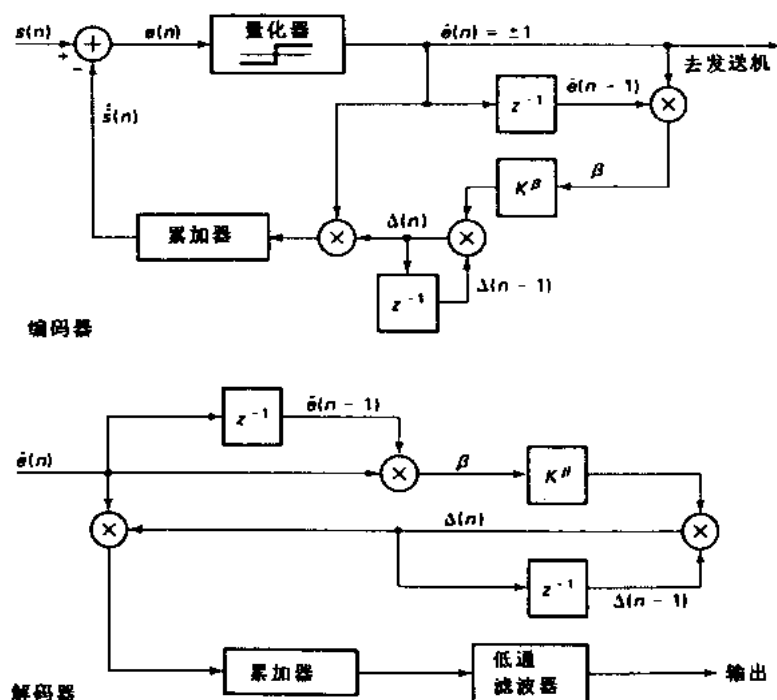 s(n)
+
−
+
e(n)
量化器
ẽ(n) = ±1
去发送机
z⁻¹
ẽ(n − 1)
×
ŝ(n)
K^β
β
累加器
×
Δ(n)
×
z⁻¹
Δ(n − 1)
编码器
z⁻¹
ẽ(n − 1)
ẽ(n)
×
β
K^β
×
Δ(n)
×
z⁻¹
Δ(n − 1)
累加器
低通
滤波器
输出
解码器